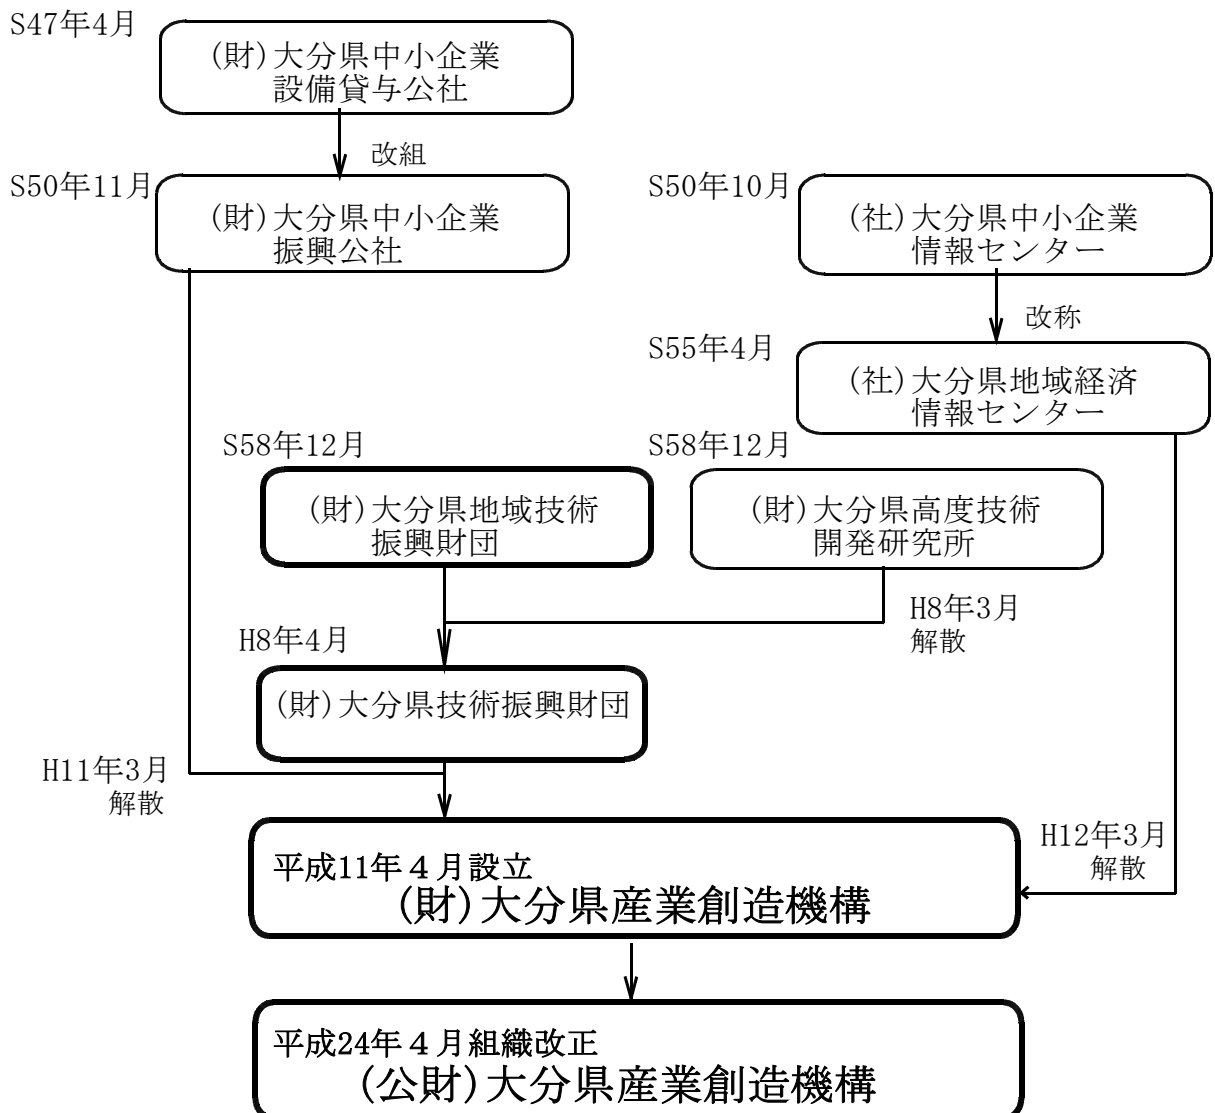 S47年4月
(財)大分県中小企業
設備貸与公社
改組
S50年11月
(財)大分県中小企業
振興公社
S50年10月
(社)大分県中小企業
情報センター
改称
S55年4月
(社)大分県地域経済
情報センター
S58年12月
(財)大分県地域技術
振興財団
S58年12月
(財)大分県高度技術
開発研究所
H8年3月
解散
H8年4月
(財)大分県技術振興財団
H11年3月
解散
平成11年４月設立
(財)大分県産業創造機構
H12年3月
解散
平成24年４月組織改正
(公財)大分県産業創造機構